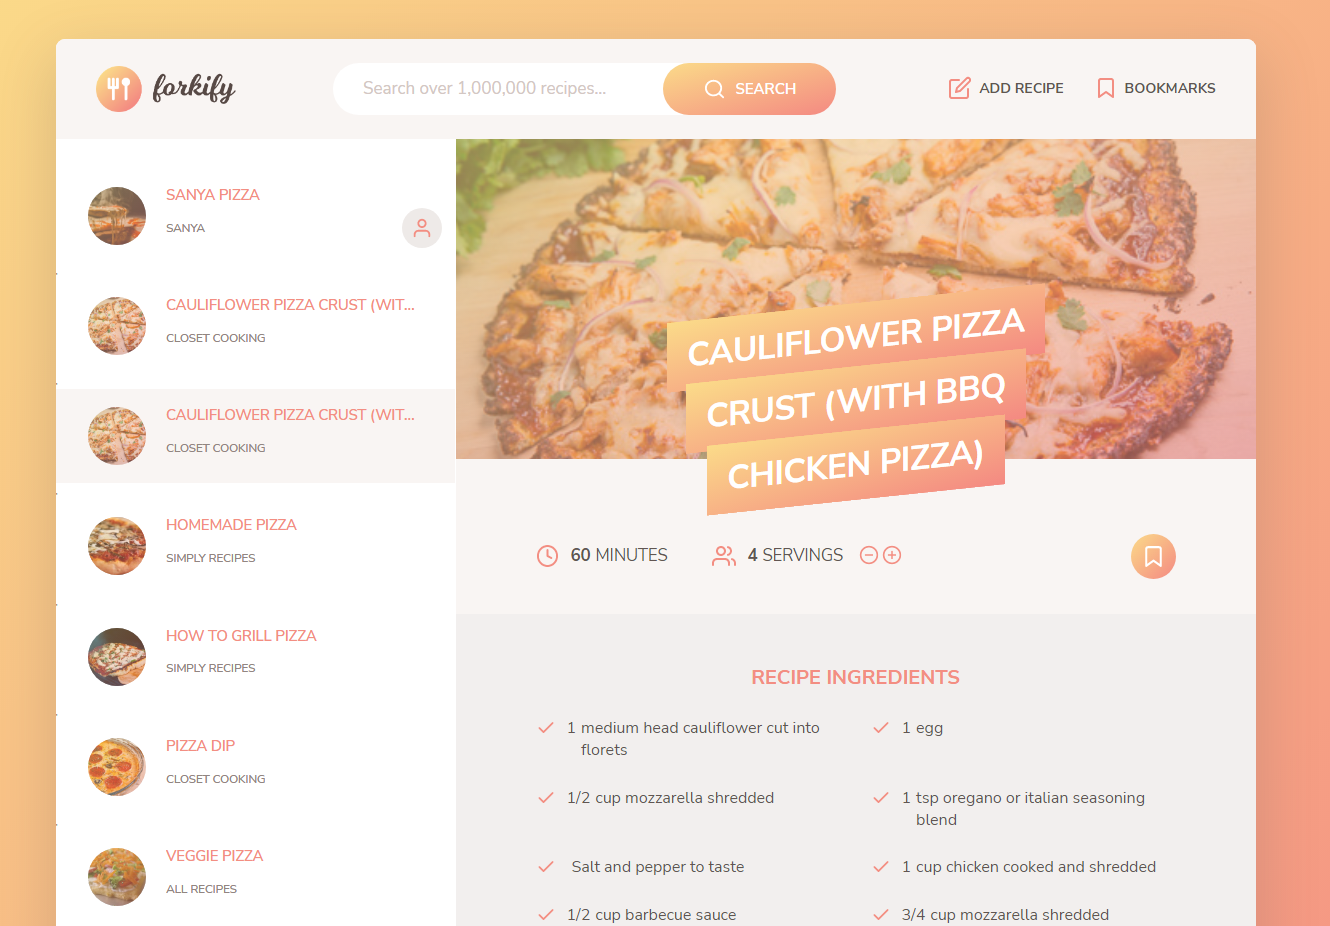 forkify
Search over 1,000,000 recipes...
SEARCH
ADD RECIPE
BOOKMARKS
SANYA PIZZA
SANYA
CAULIFLOWER PIZZA CRUST (WIT...
CLOSET COOKING
CAULIFLOWER PIZZA CRUST (WIT...
CLOSET COOKING
HOMEMADE PIZZA
SIMPLY RECIPES
HOW TO GRILL PIZZA
SIMPLY RECIPES
PIZZA DIP
CLOSET COOKING
VEGGIE PIZZA
ALL RECIPES
CAULIFLOWER PIZZA
CRUST (WITH BBQ
CHICKEN PIZZA)
60 MINUTES
4 SERVINGS
RECIPE INGREDIENTS
1 medium head cauliflower cut into
florets
1 egg
1/2 cup mozzarella shredded
1 tsp oregano or italian seasoning
blend
Salt and pepper to taste
1 cup chicken cooked and shredded
1/2 cup barbecue sauce
3/4 cup mozzarella shredded